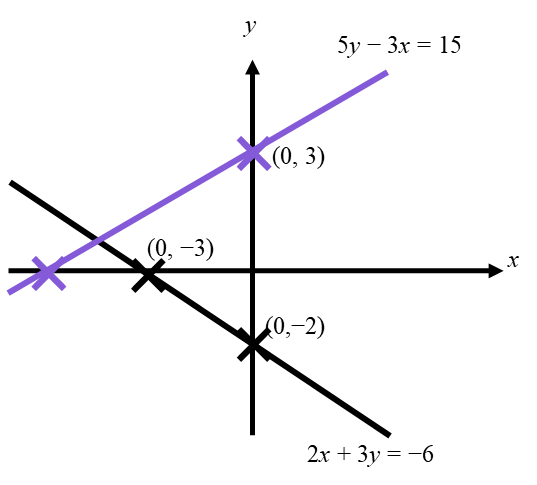 y
5y − 3x = 15
(0, 3)
(0, −3)
x
(0,−2)
2x + 3y = −6